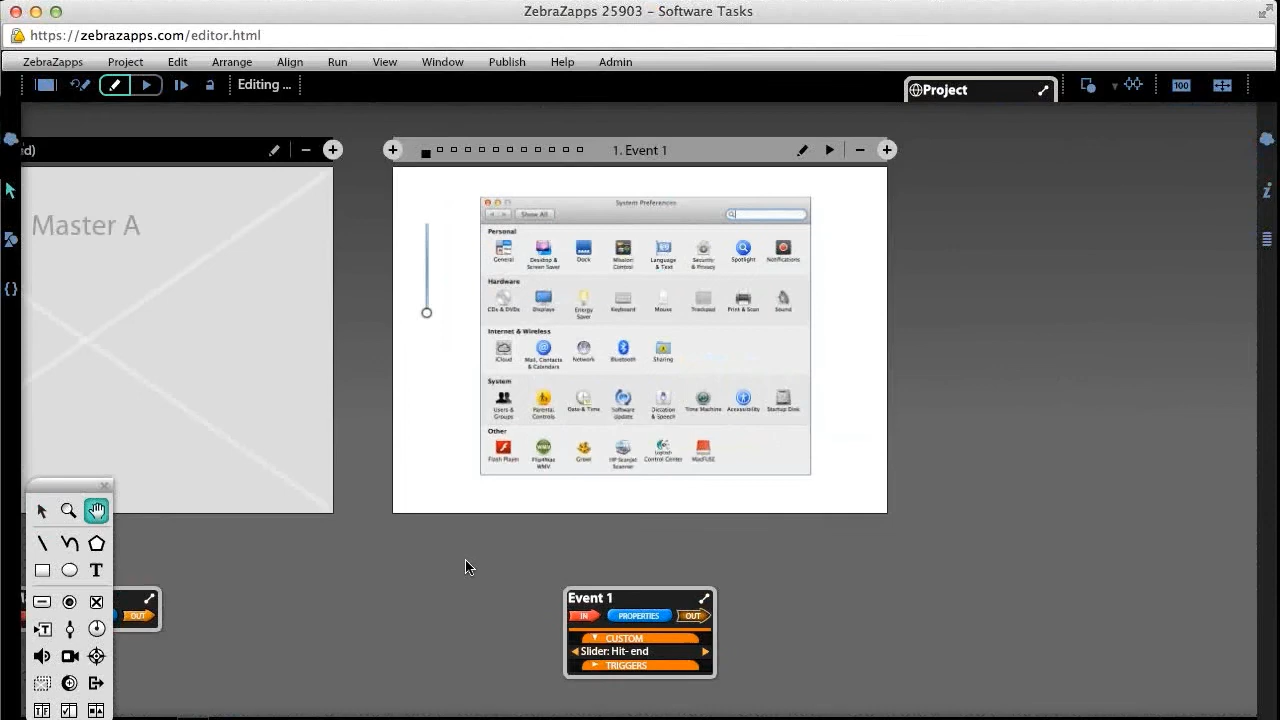 ZebraZapps 25903 – Software Tasks
https://zebrazapps.com/editor.html
ZebraZapps Project Edit Arrange Align Run View Window Publish Help Admin
Editing ...
Project
100
1. Event 1
Master A
System Preferences
Show All
Personal
General Desktop & Screen Saver Dock Mission Control Language & Text Security & Privacy Spotlight Notifications
Hardware
CDs & DVDs Displays Energy Saver Keyboard Mouse Trackpad Print & Scan Sound
Internet & Wireless
iCloud Mail, Contacts & Calendars Network Bluetooth Sharing
System
Users & Groups Parental Controls Date & Time Software Update Dictation & Speech Time Machine Accessibility Startup Disk
Other
Flash Player Flip4Mac WMV Growl HP Scanjet Scanner Logitech Control Center MacFUSE
T
OUT
Event 1
IN PROPERTIES OUT
CUSTOM
Slider: Hit- end
TRIGGERS